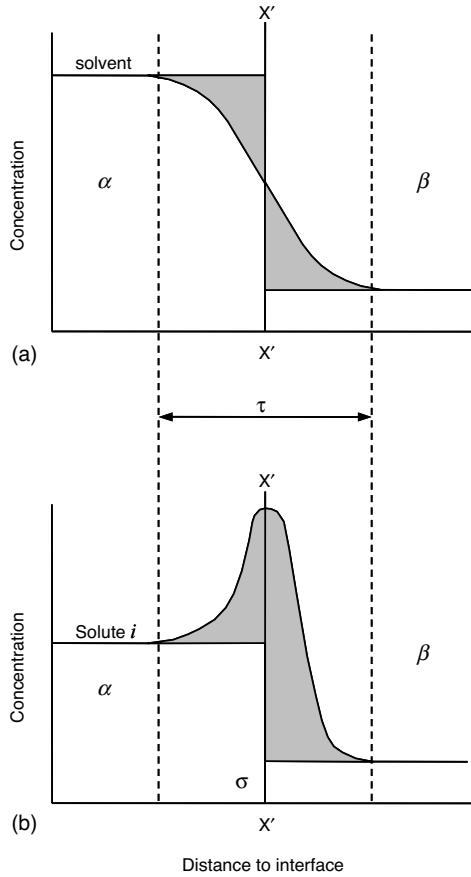 X′
solvent
Concentration
α
β
X′
(a)
τ
X′
Solute i
Concentration
α
β
σ
X′
(b)
Distance to interface